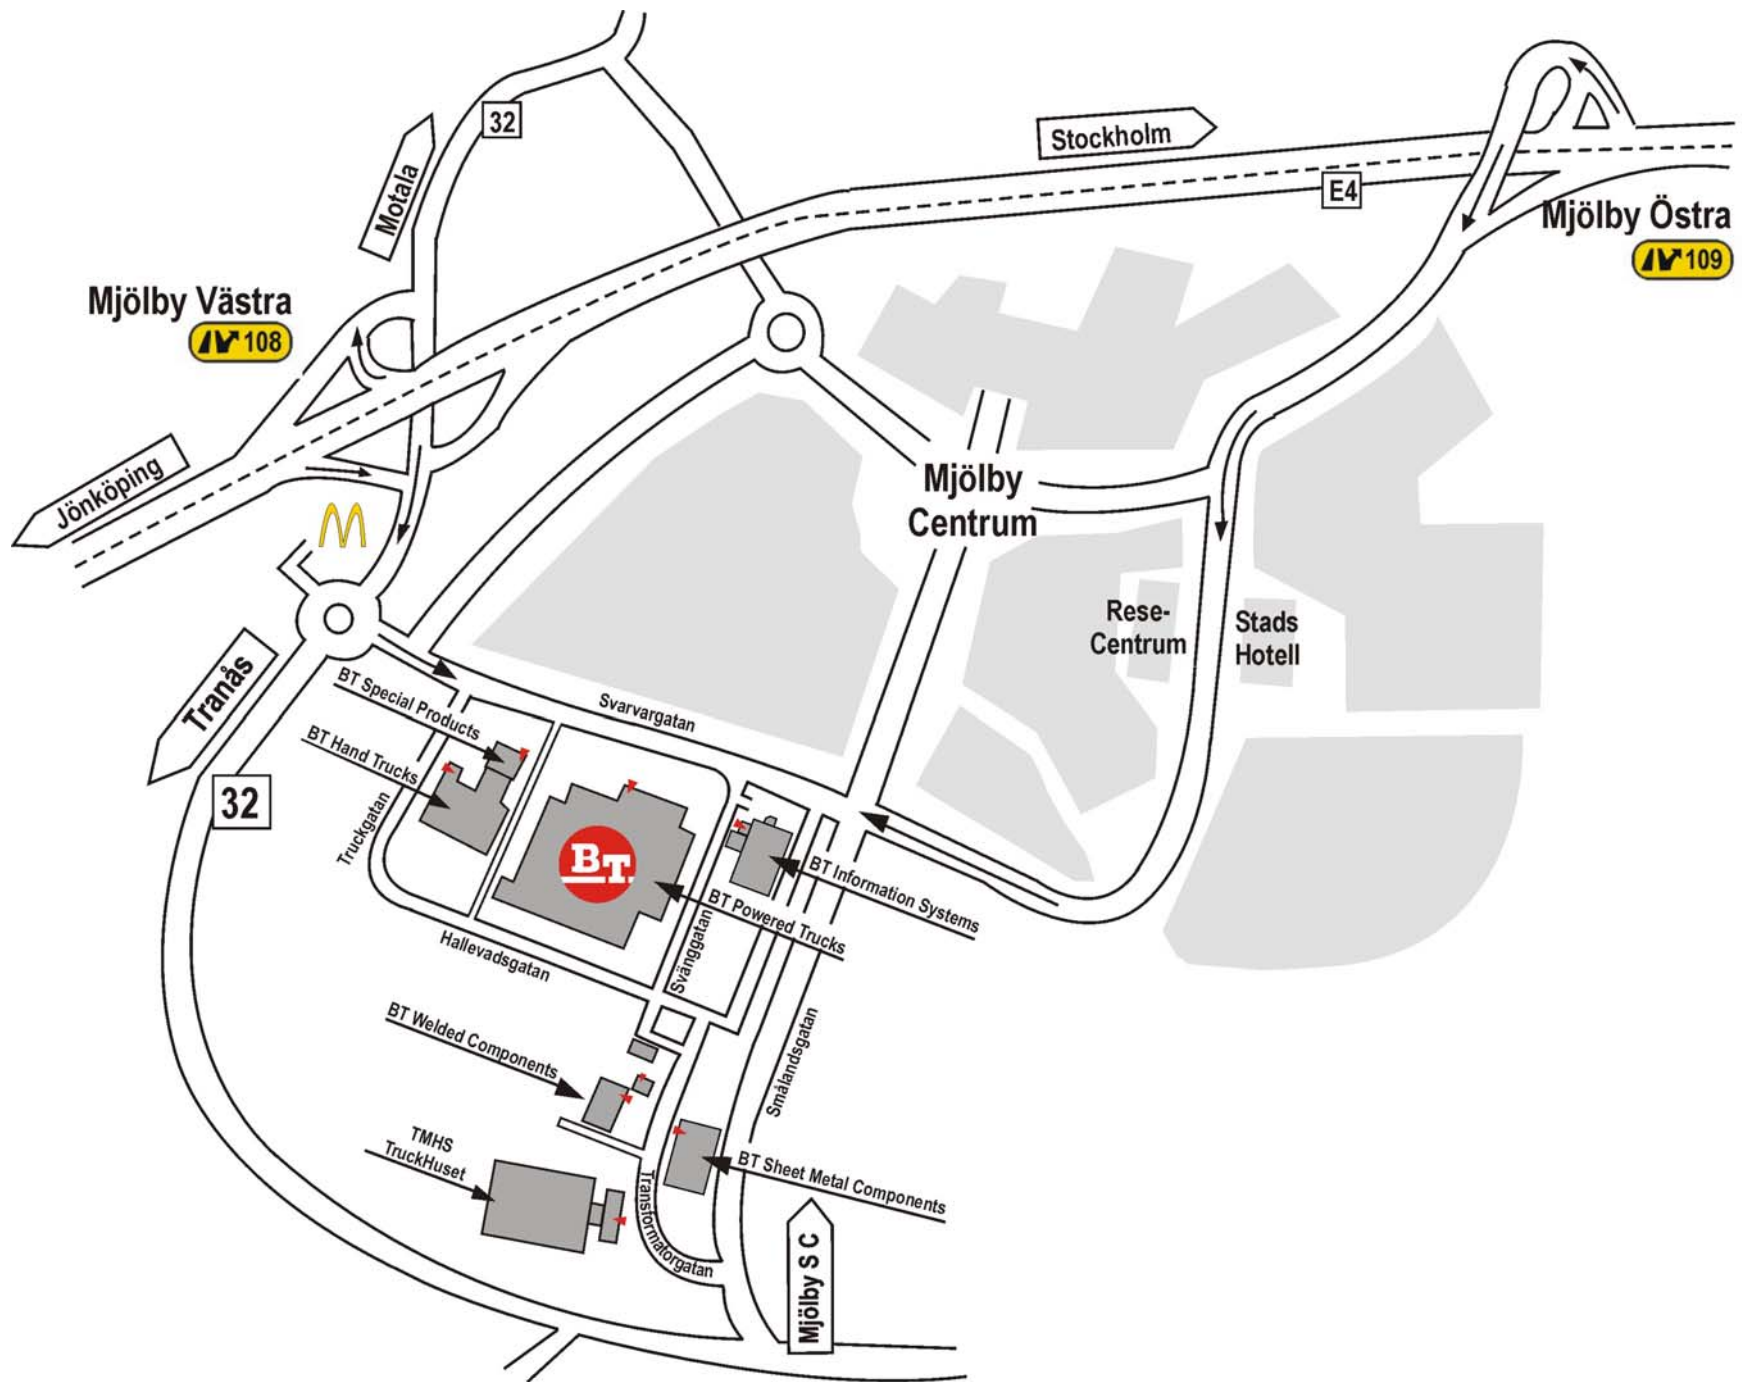 32
Stockholm
Motala
E4
Mjölby Östra
109
Mjölby Västra
108
Jönköping
Mjölby
Centrum
Rese-
Centrum
Stads
Hotell
Tranås
BT Special Products
Svarvargatan
BT Hand Trucks
32
Truckgatan
BT
BT Information Systems
BT Powered Trucks
Svänggatan
Hallevadsgatan
BT Welded Components
Smålandsgatan
TMHS
TruckHuset
BT Sheet Metal Components
Transformatorgatan
Mjölby S C